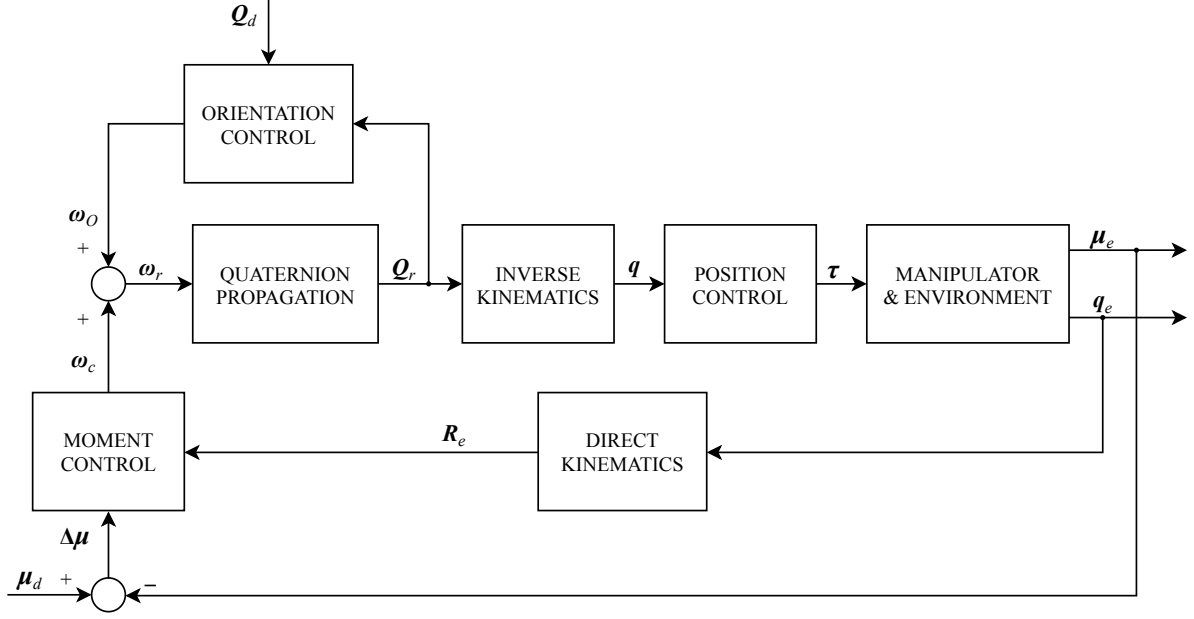 Q_d
ORIENTATION
CONTROL
ω_O
+
ω_r
QUATERNION
PROPAGATION
Q_r
INVERSE
KINEMATICS
q
POSITION
CONTROL
τ
MANIPULATOR
& ENVIRONMENT
μ_e
q_e
+
ω_c
MOMENT
CONTROL
R_e
DIRECT
KINEMATICS
Δμ
μ_d
+
−